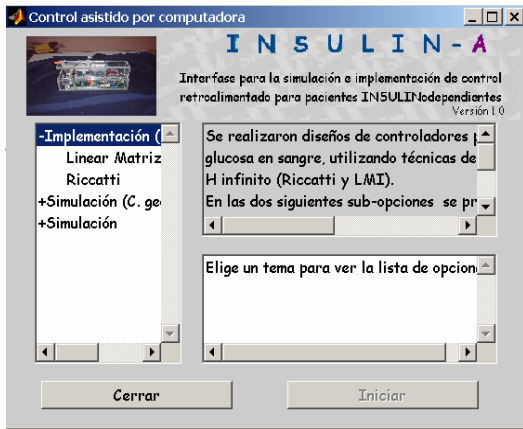 Control asistido por computadora
INSULIN-A
Interfase para la simulación e implementación de control
retroalimentado para pacientes INSULINodependientes
Versión 1.0
-Implementación (
Linear Matriz
Riccatti
+Simulación (C. ge
+Simulación
Se realizaron diseños de controladores p
glucosa en sangre, utilizando técnicas de
H infinito (Riccatti y LMI).
En las dos siguientes sub-opciones se pr
Elige un tema para ver la lista de opcion
Cerrar
Iniciar